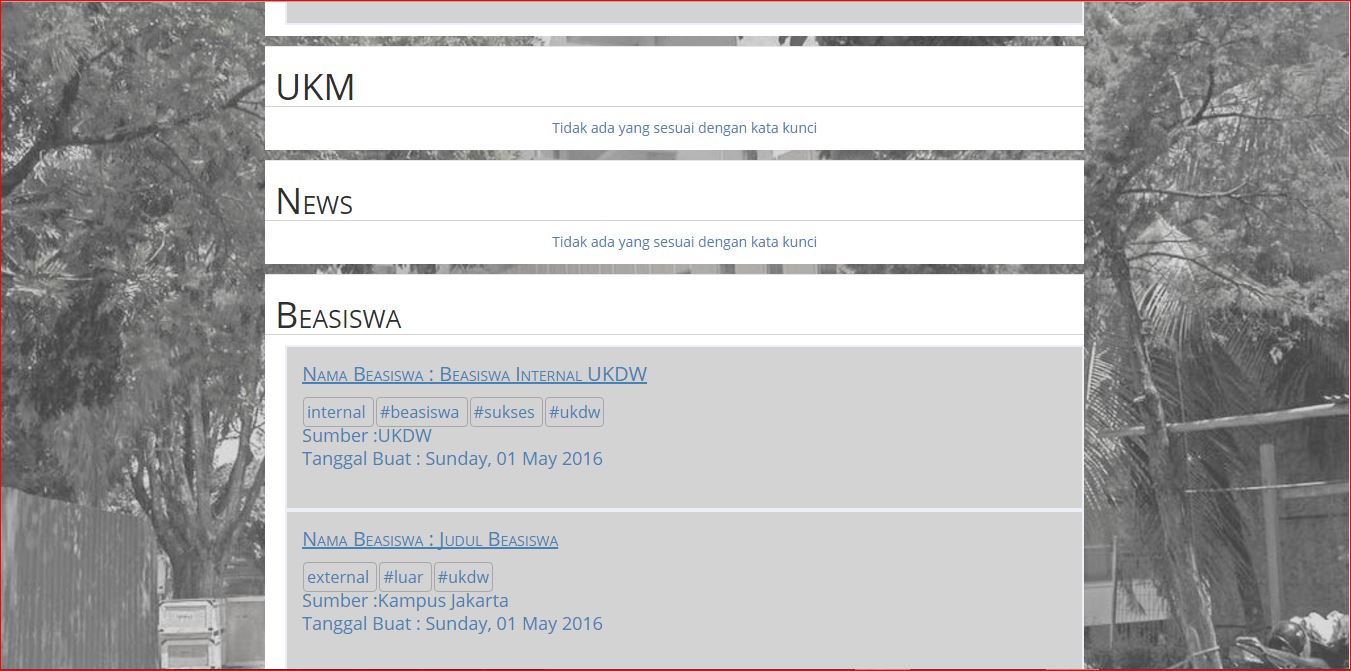 UKM
Tidak ada yang sesuai dengan kata kunci
News
Tidak ada yang sesuai dengan kata kunci
Beasiswa
Nama Beasiswa : Beasiswa Internal UKDW
internal #beasiswa #sukses #ukdw
Sumber :UKDW
Tanggal Buat : Sunday, 01 May 2016
Nama Beasiswa : Judul Beasiswa
external #luar #ukdw
Sumber :Kampus Jakarta
Tanggal Buat : Sunday, 01 May 2016